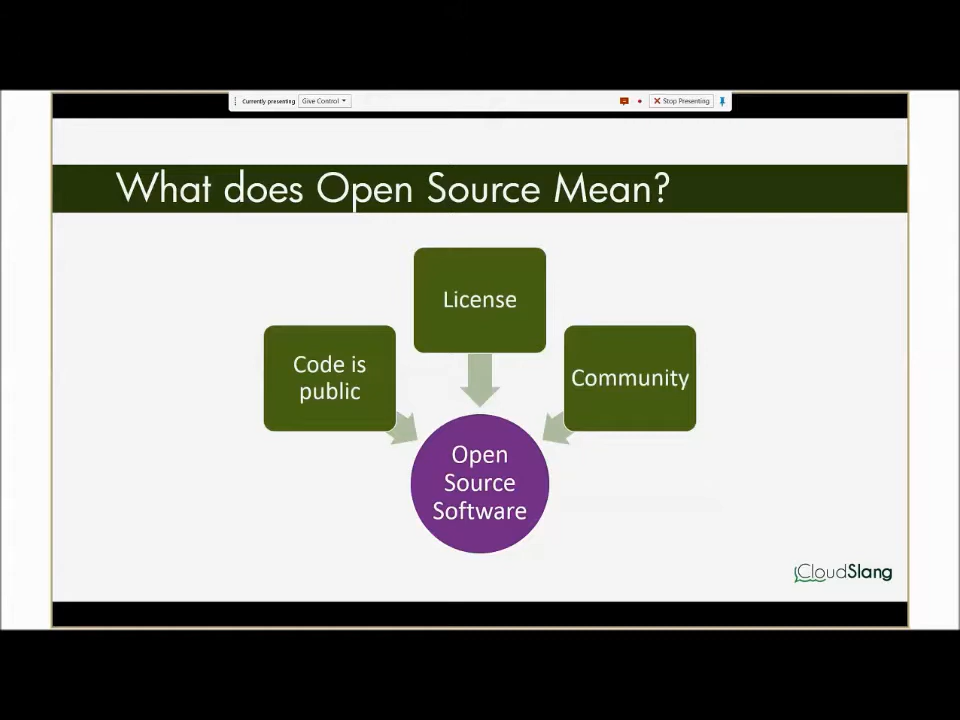 Currently presenting Give Control Stop Presenting
What does Open Source Mean?
License
Code is
public
Community
Open
Source
Software
CloudSlang